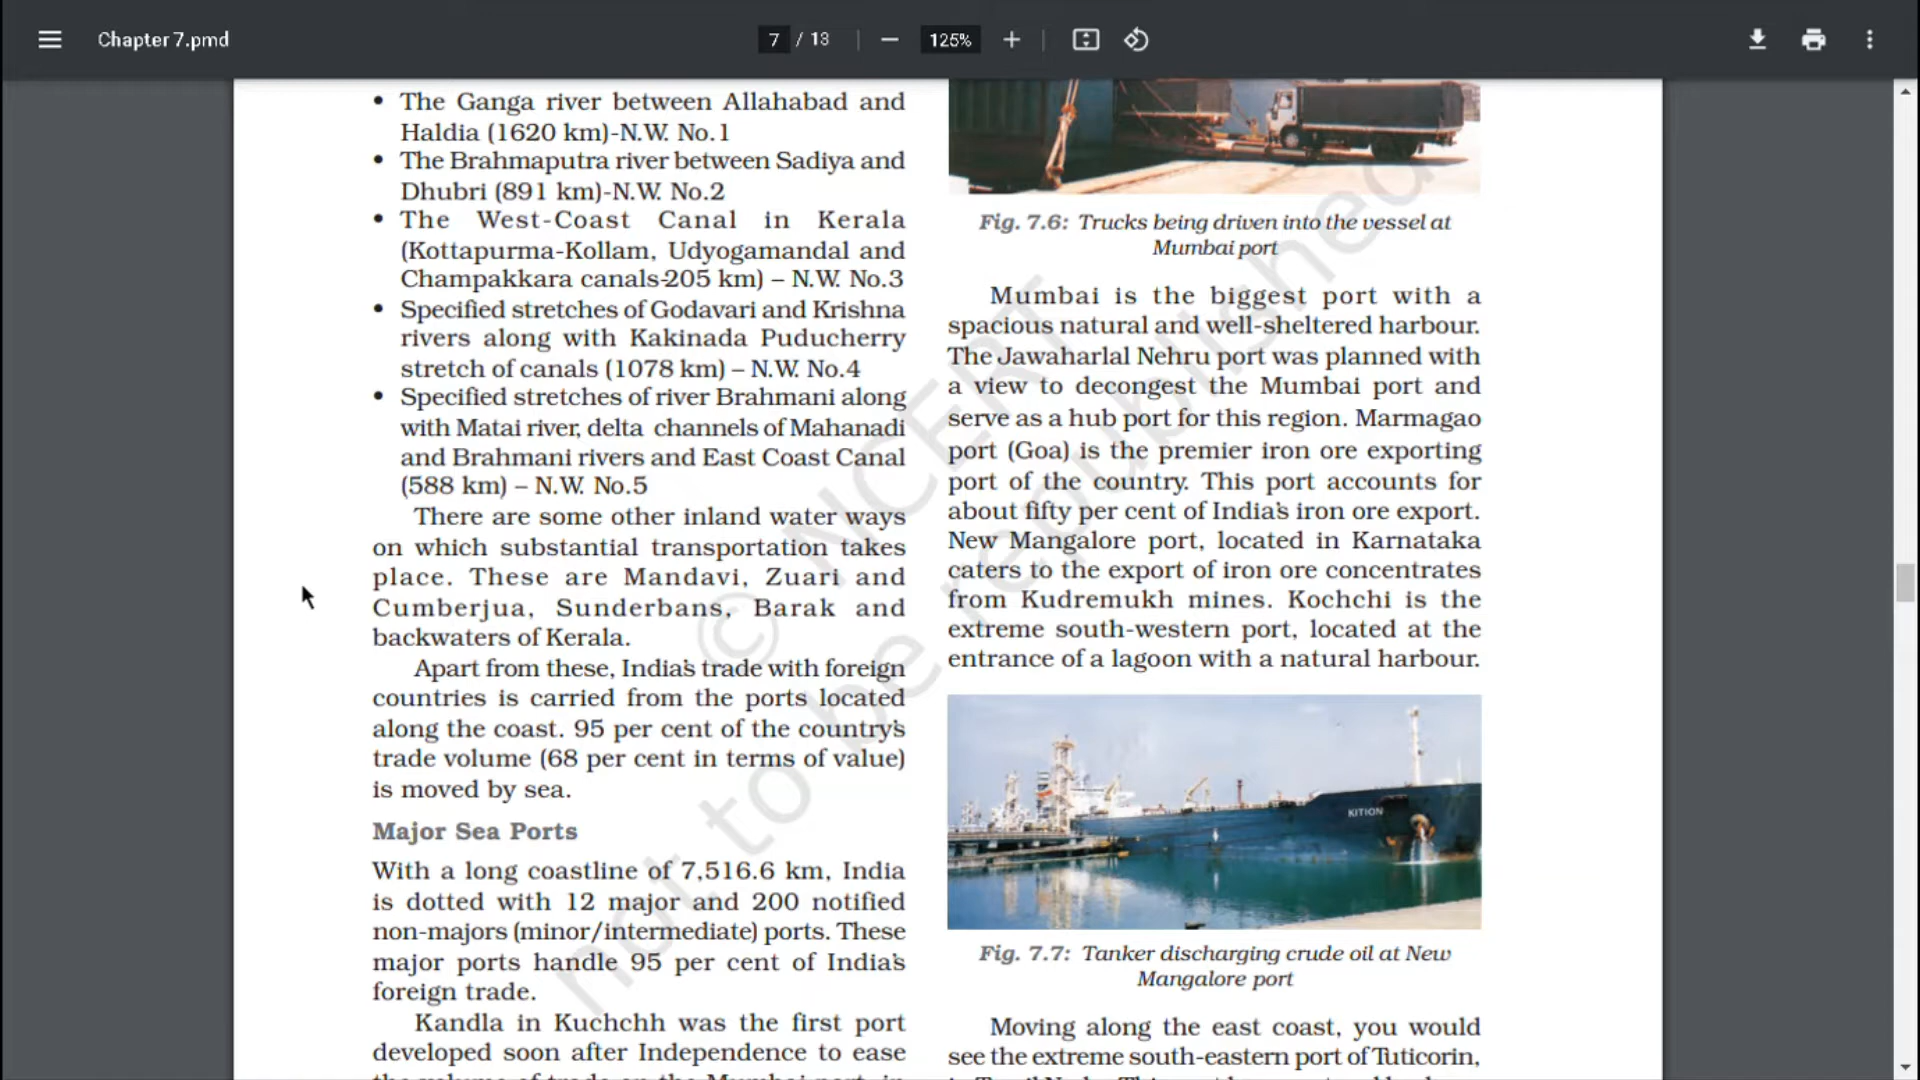 Chapter 7.pmd
7 / 13
125%
• The Ganga river between Allahabad and
Haldia (1620 km)-N.W. No.1
• The Brahmaputra river between Sadiya and
Dhubri (891 km)-N.W. No.2
• The West-Coast Canal in Kerala
(Kottapurma-Kollam, Udyogamandal and
Champakkara canals-205 km) – N.W. No.3
• Specified stretches of Godavari and Krishna
rivers along with Kakinada Puducherry
stretch of canals (1078 km) – N.W. No.4
• Specified stretches of river Brahmani along
with Matai river, delta channels of Mahanadi
and Brahmani rivers and East Coast Canal
(588 km) – N.W. No.5
There are some other inland water ways
on which substantial transportation takes
place. These are Mandavi, Zuari and
Cumberjua, Sunderbans, Barak and
backwaters of Kerala.
Apart from these, India's trade with foreign
countries is carried from the ports located
along the coast. 95 per cent of the country's
trade volume (68 per cent in terms of value)
is moved by sea.
Major Sea Ports
With a long coastline of 7,516.6 km, India
is dotted with 12 major and 200 notified
non-majors (minor/intermediate) ports. These
major ports handle 95 per cent of India's
foreign trade.
Kandla in Kuchchh was the first port
developed soon after Independence to ease
the volume of trade on the Mumbai port, in
Fig. 7.6: Trucks being driven into the vessel at
Mumbai port
Mumbai is the biggest port with a
spacious natural and well-sheltered harbour.
The Jawaharlal Nehru port was planned with
a view to decongest the Mumbai port and
serve as a hub port for this region. Marmagao
port (Goa) is the premier iron ore exporting
port of the country. This port accounts for
about fifty per cent of India's iron ore export.
New Mangalore port, located in Karnataka
caters to the export of iron ore concentrates
from Kudremukh mines. Kochchi is the
extreme south-western port, located at the
entrance of a lagoon with a natural harbour.
KITION
Fig. 7.7: Tanker discharging crude oil at New
Mangalore port
Moving along the east coast, you would
see the extreme south-eastern port of Tuticorin,
© NCERT
not to be republished